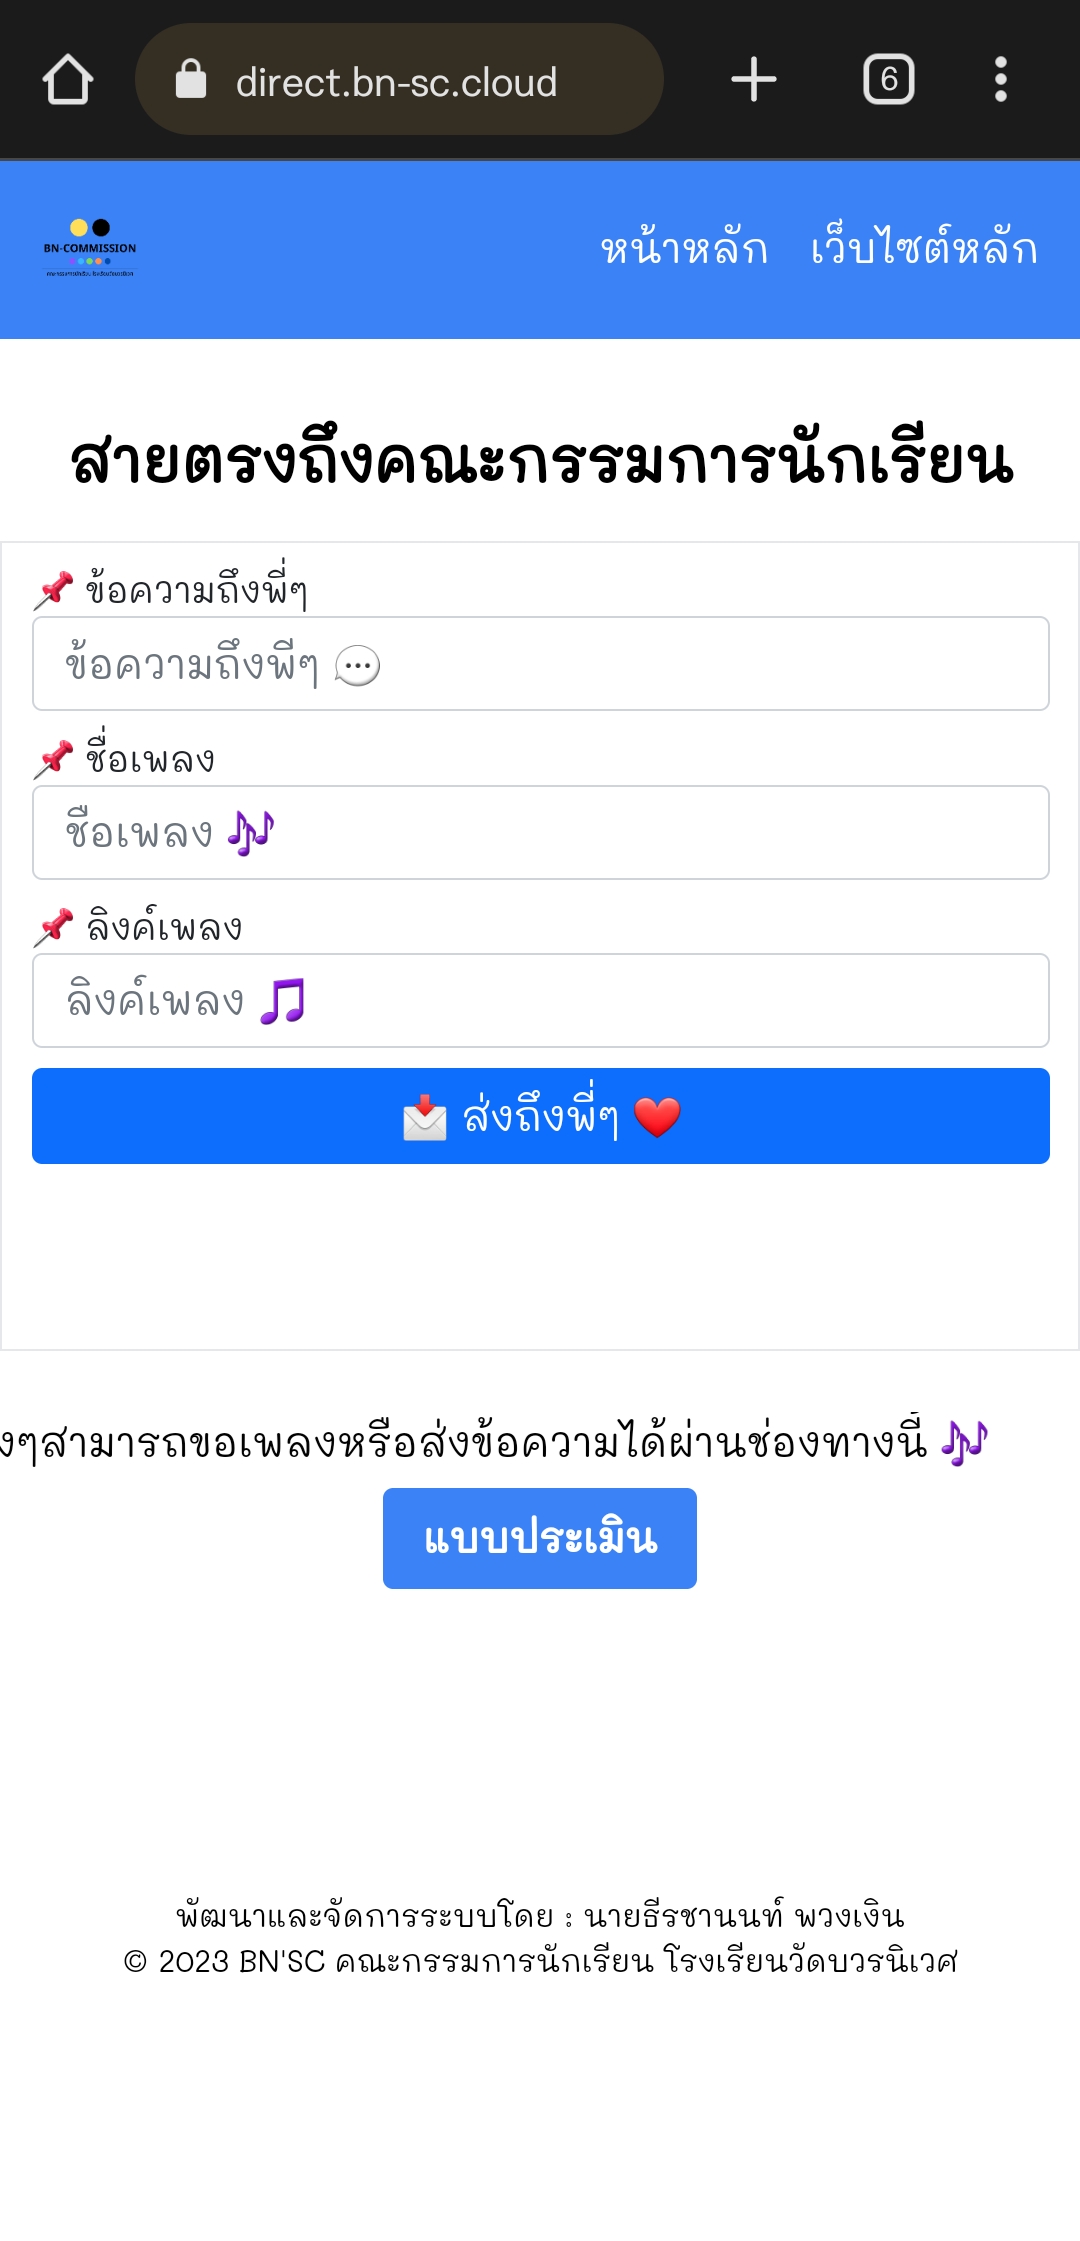 direct.bn-sc.cloud
6
BN-COMMISSION
หน้าหลัก เว็บไซต์หลัก
สายตรงถึงคณะกรรมการนักเรียน
📌 ข้อความถึงพี่ๆ
ข้อความถึงพี่ๆ 💬
📌 ชื่อเพลง
ชื่อเพลง 🎶
📌 ลิงค์เพลง
ลิงค์เพลง 🎵
📩 ส่งถึงพี่ๆ ❤️
งๆสามารถขอเพลงหรือส่งข้อความได้ผ่านช่องทางนี้ 🎶
แบบประเมิน
พัฒนาและจัดการระบบโดย : นายธีรชานนท์ พวงเงิน
© 2023 BN'SC คณะกรรมการนักเรียน โรงเรียนวัดบวรนิเวศ